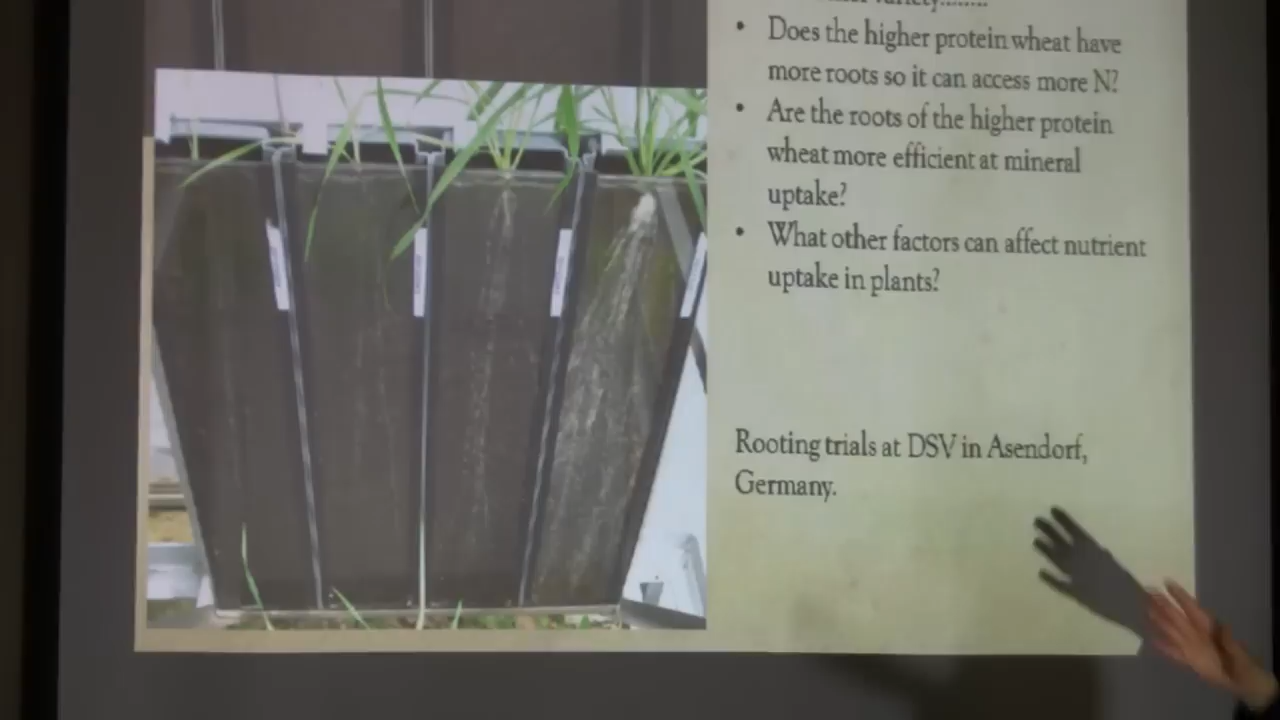 variety........
• Does the higher protein wheat have
more roots so it can access more N?
• Are the roots of the higher protein
wheat more efficient at mineral
uptake?
• What other factors can affect nutrient
uptake in plants?
Rooting trials at DSV in Asendorf,
Germany.